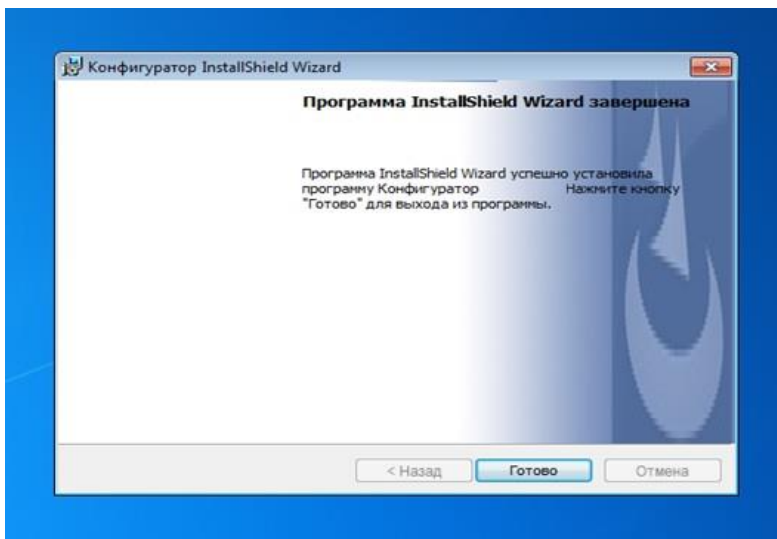 Конфигуратор InstallShield Wizard
Программа InstallShield Wizard завершена
Программа InstallShield Wizard успешно установила
программу Конфигуратор Нажмите кнопку
"Готово" для выхода из программы.
< Назад Готово Отмена